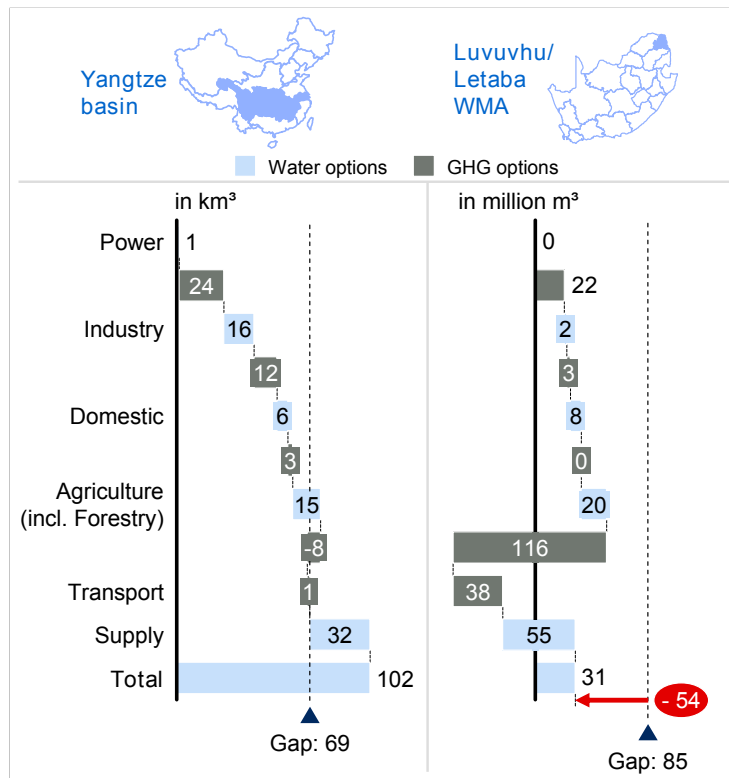 Yangtze
basin
Luvuvhu/
Letaba
WMA
Water options
GHG options
in km³
in million m³
Power
1
0
24
22
Industry
16
2
12
3
Domestic
6
8
3
0
Agriculture
(incl. Forestry)
15
20
-8
116
Transport
1
38
Supply
32
55
Total
102
31
- 54
Gap: 69
Gap: 85